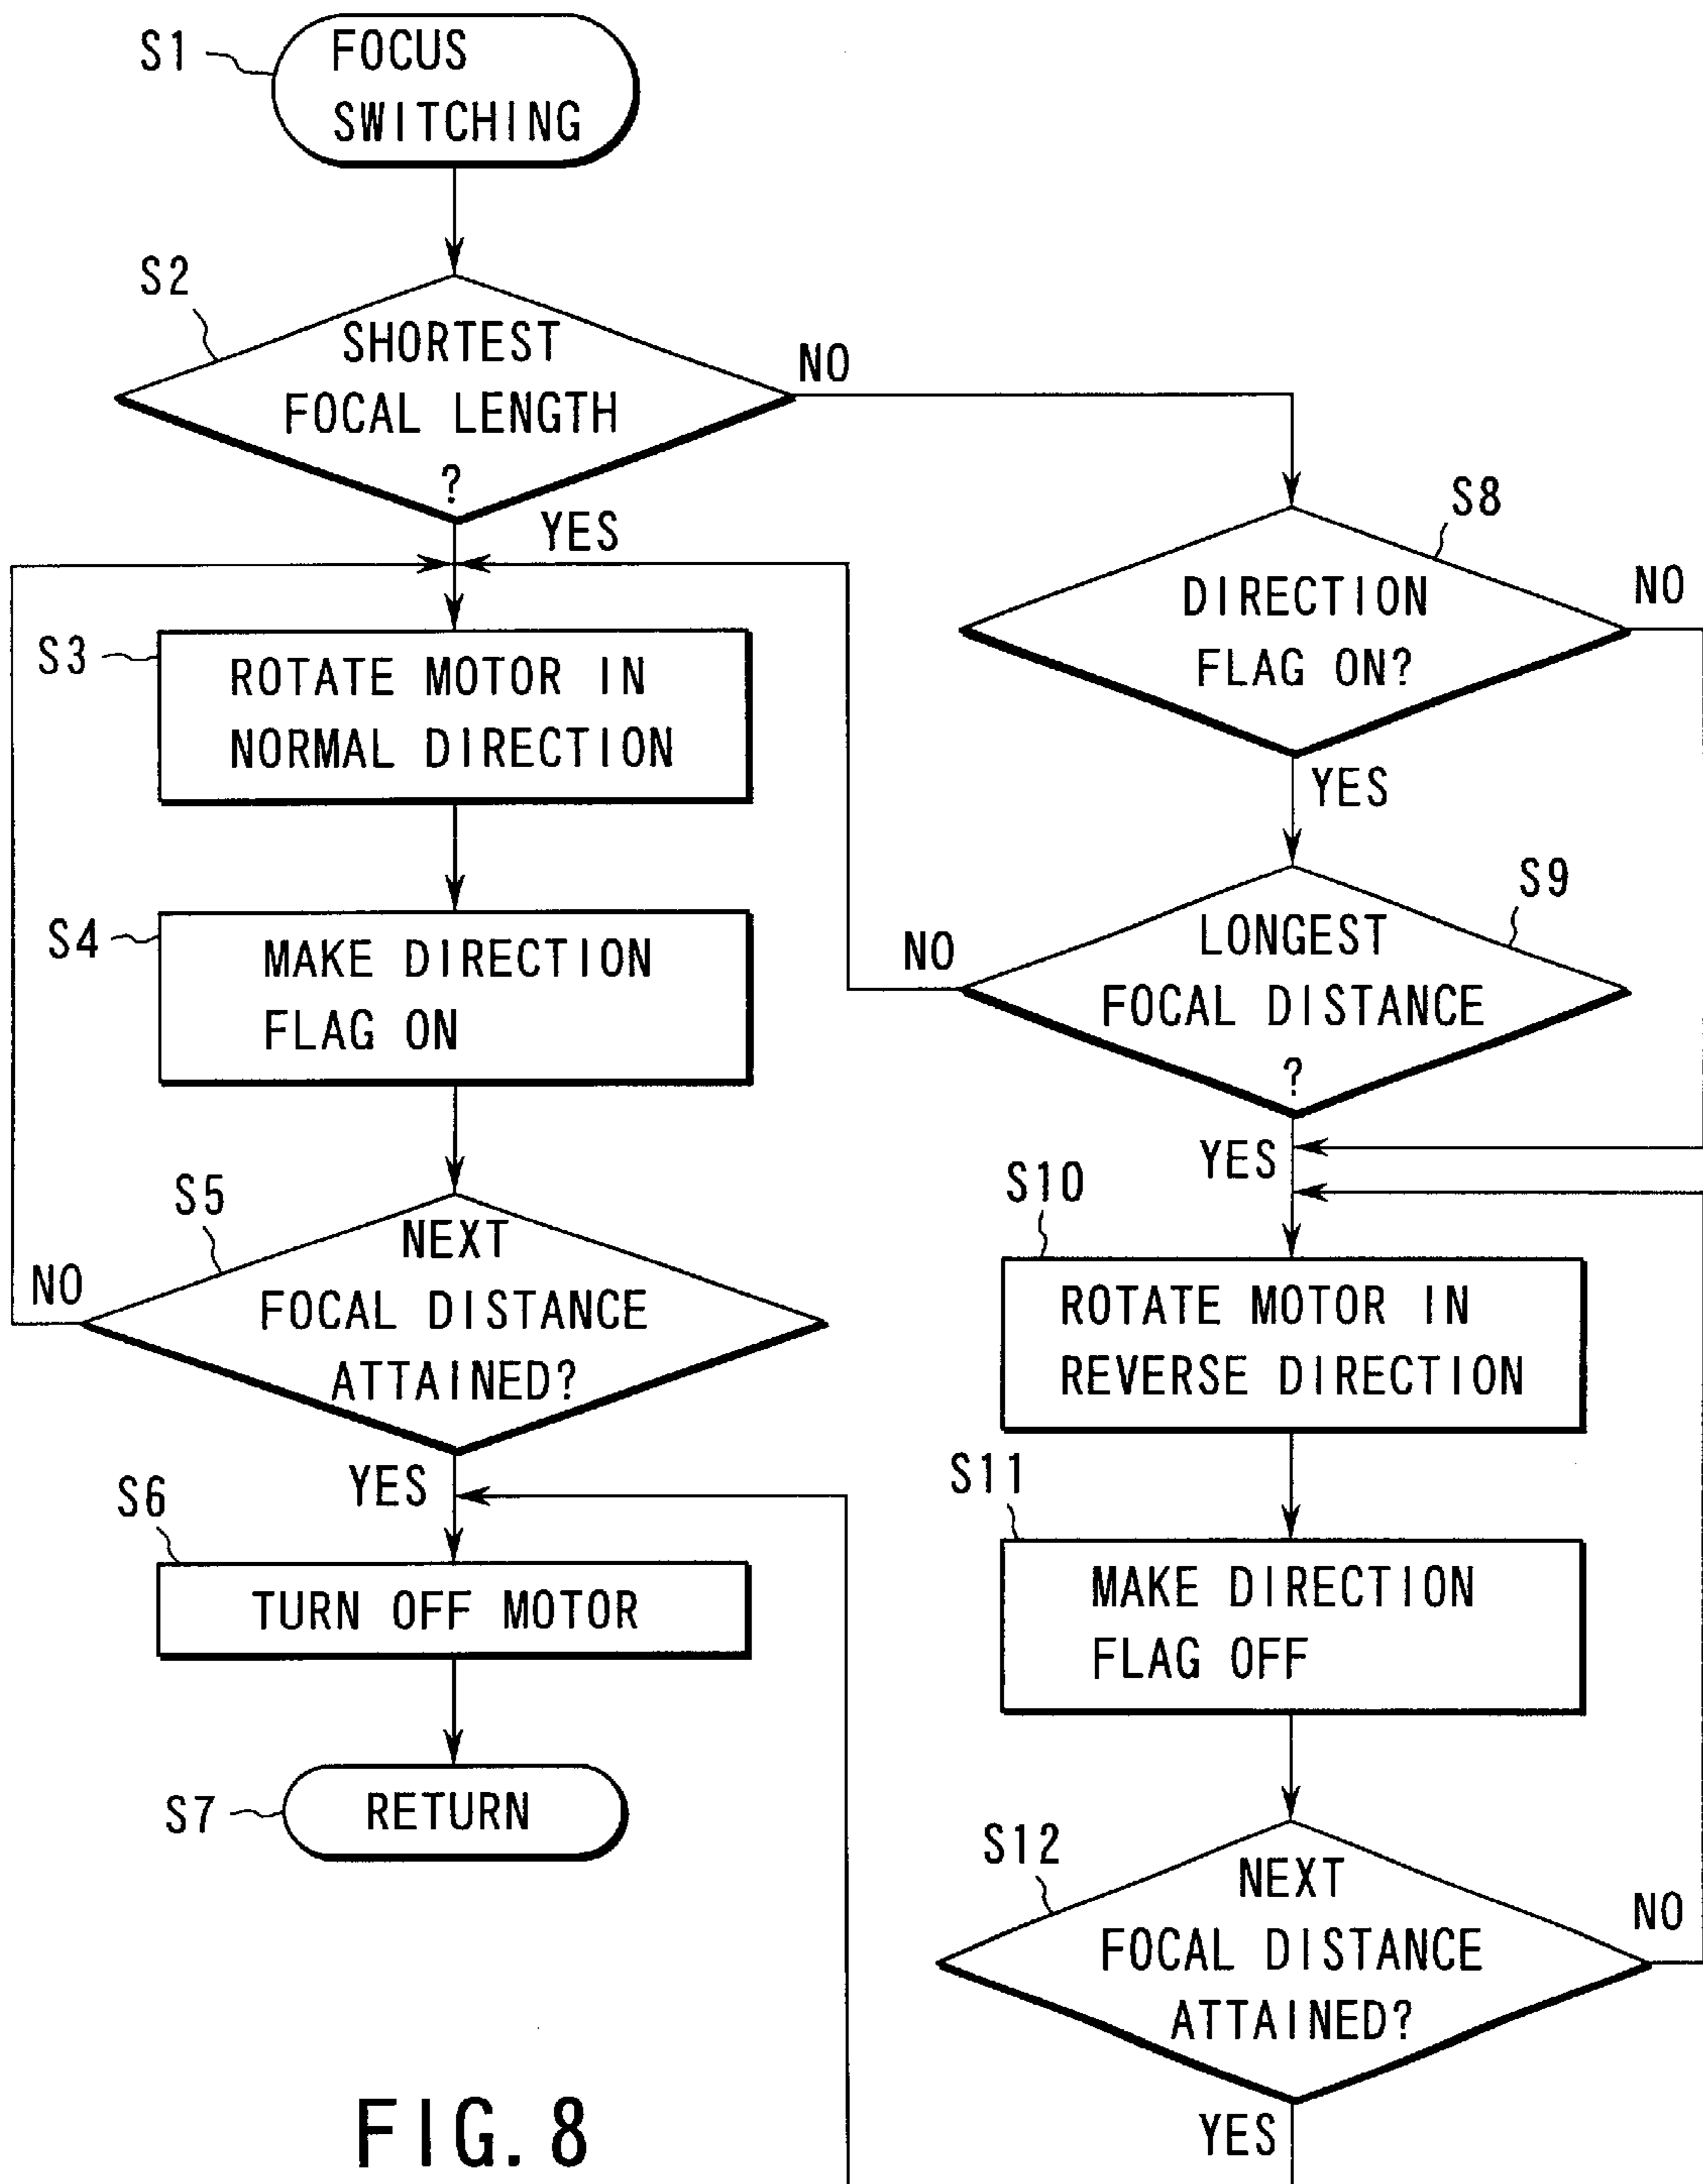 S1
FOCUS
SWITCHING
S2
SHORTEST
FOCAL LENGTH
?
NO
YES
S3
ROTATE MOTOR IN
NORMAL DIRECTION
S4
MAKE DIRECTION
FLAG ON
S5
NEXT
FOCAL DISTANCE
ATTAINED?
NO
YES
S6
TURN OFF MOTOR
S7
RETURN
S8
DIRECTION
FLAG ON?
NO
YES
S9
LONGEST
FOCAL DISTANCE
?
NO
YES
S10
ROTATE MOTOR IN
REVERSE DIRECTION
S11
MAKE DIRECTION
FLAG OFF
S12
NEXT
FOCAL DISTANCE
ATTAINED?
NO
YES
FIG. 8